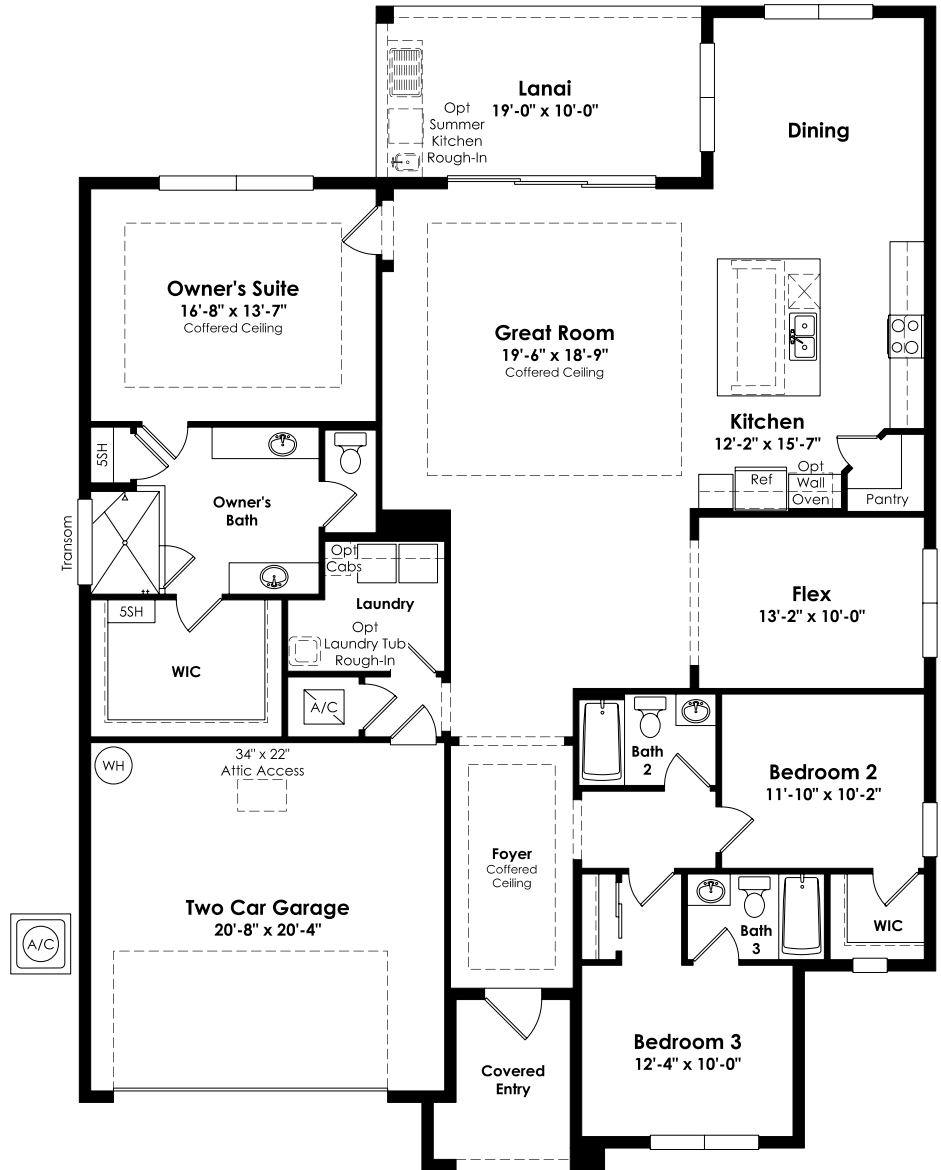 Lanai
19'-0" x 10'-0"
Opt
Summer
Kitchen
Rough-In
Dining
Owner's Suite
16'-8" x 13'-7"
Coffered Ceiling
Great Room
19'-6" x 18'-9"
Coffered Ceiling
Kitchen
12'-2" x 15'-7"
5SH
Ref
Opt
Wall
Oven
Pantry
Owner's
Bath
Transom
Opt
Cabs
Laundry
Opt
Laundry Tub
Rough-In
Flex
13'-2" x 10'-0"
5SH
WIC
A/C
WH
34" x 22"
Attic Access
Bath
2
Bedroom 2
11'-10" x 10'-2"
Foyer
Coffered
Ceiling
Two Car Garage
20'-8" x 20'-4"
A/C
Bath
3
WIC
Bedroom 3
12'-4" x 10'-0"
Covered
Entry